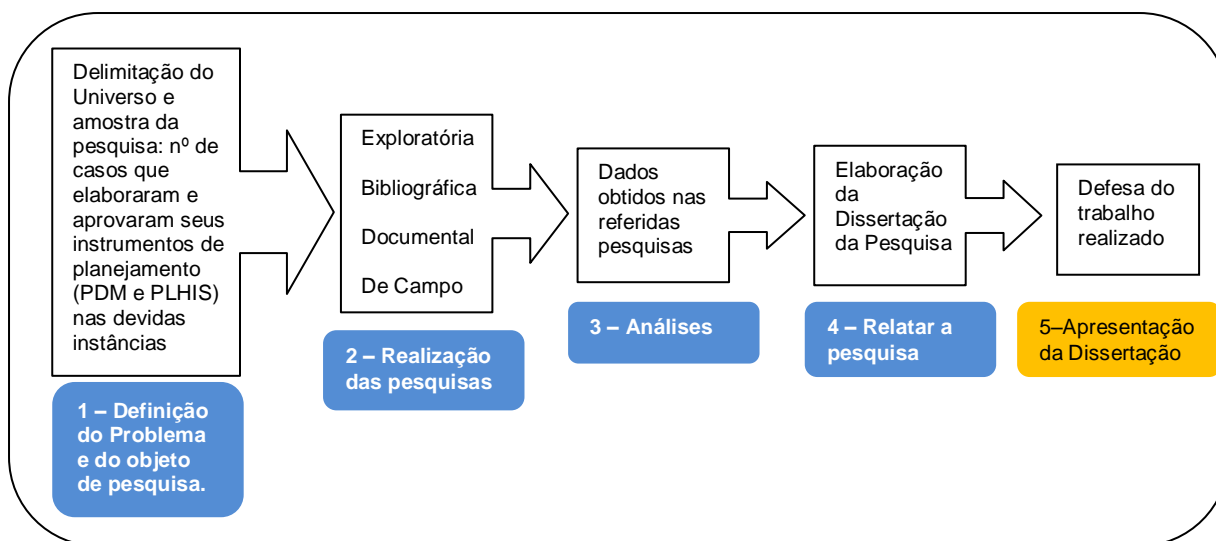 Delimitação do
Universo e
amostra da
pesquisa: nº de
casos que
elaboraram e
aprovaram seus
instrumentos de
planejamento
(PDM e PLHIS)
nas devidas
instâncias
1 – Definição
do Problema
e do objeto
de pesquisa.
Exploratória
Bibliográfica
Documental
De Campo
2 – Realização
das pesquisas
Dados
obtidos nas
referidas
pesquisas
3 – Análises
Elaboração
da
Dissertação
da Pesquisa
4 – Relatar a
pesquisa
Defesa do
trabalho
realizado
5–Apresentação
da Dissertação